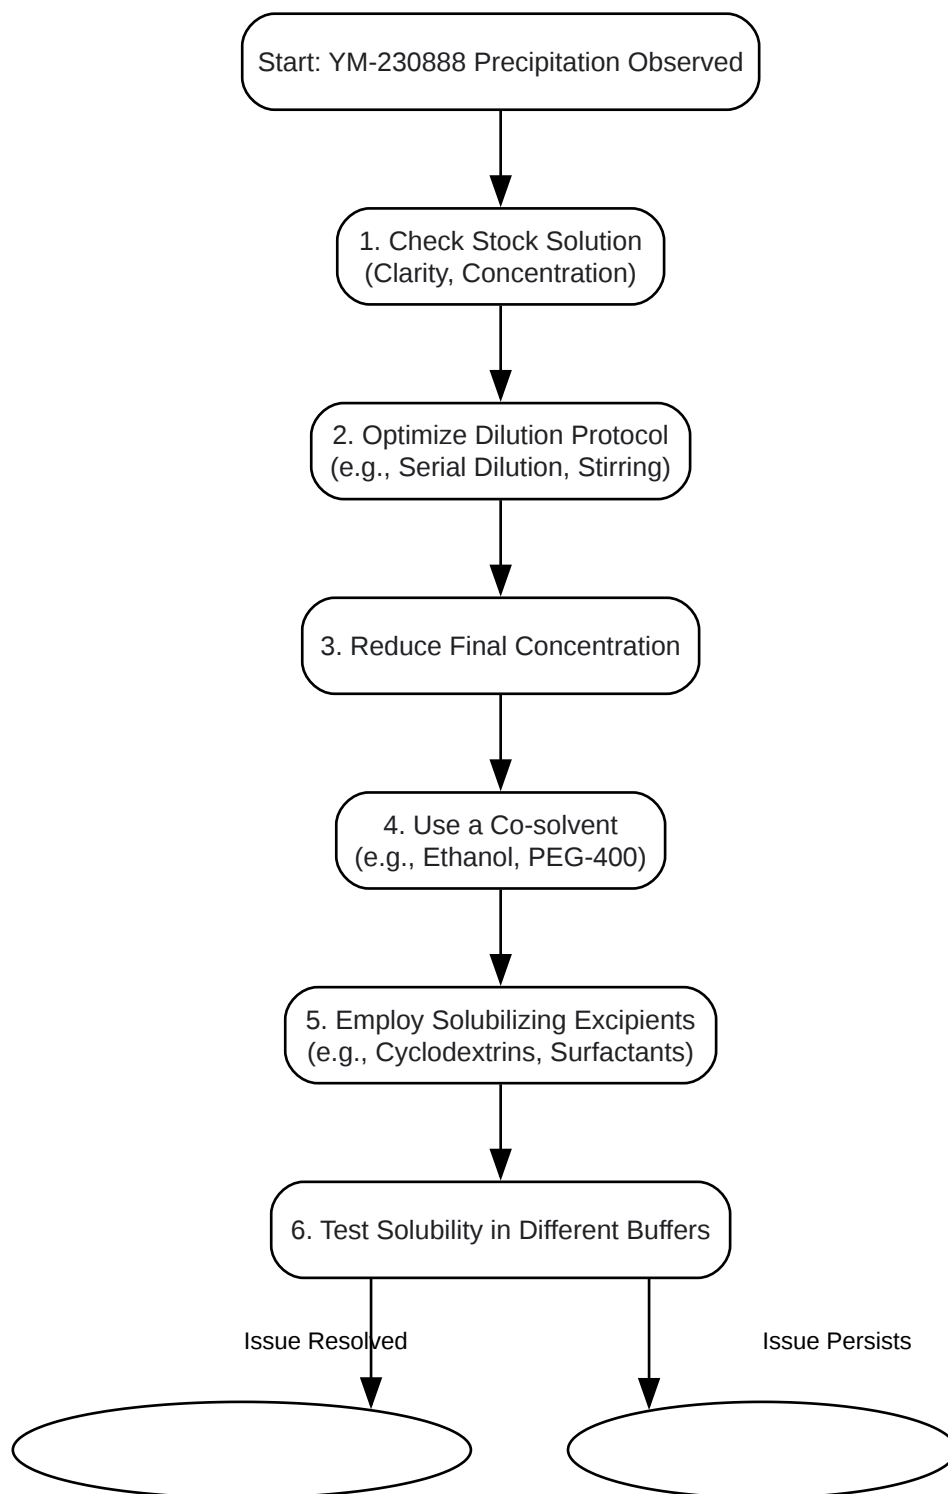 Start: YM-230888 Precipitation Observed
1. Check Stock Solution
(Clarity, Concentration)
2. Optimize Dilution Protocol
(e.g., Serial Dilution, Stirring)
3. Reduce Final Concentration
4. Use a Co-solvent
(e.g., Ethanol, PEG-400)
5. Employ Solubilizing Excipients
(e.g., Cyclodextrins, Surfactants)
6. Test Solubility in Different Buffers
Issue Resolved
Issue Persists